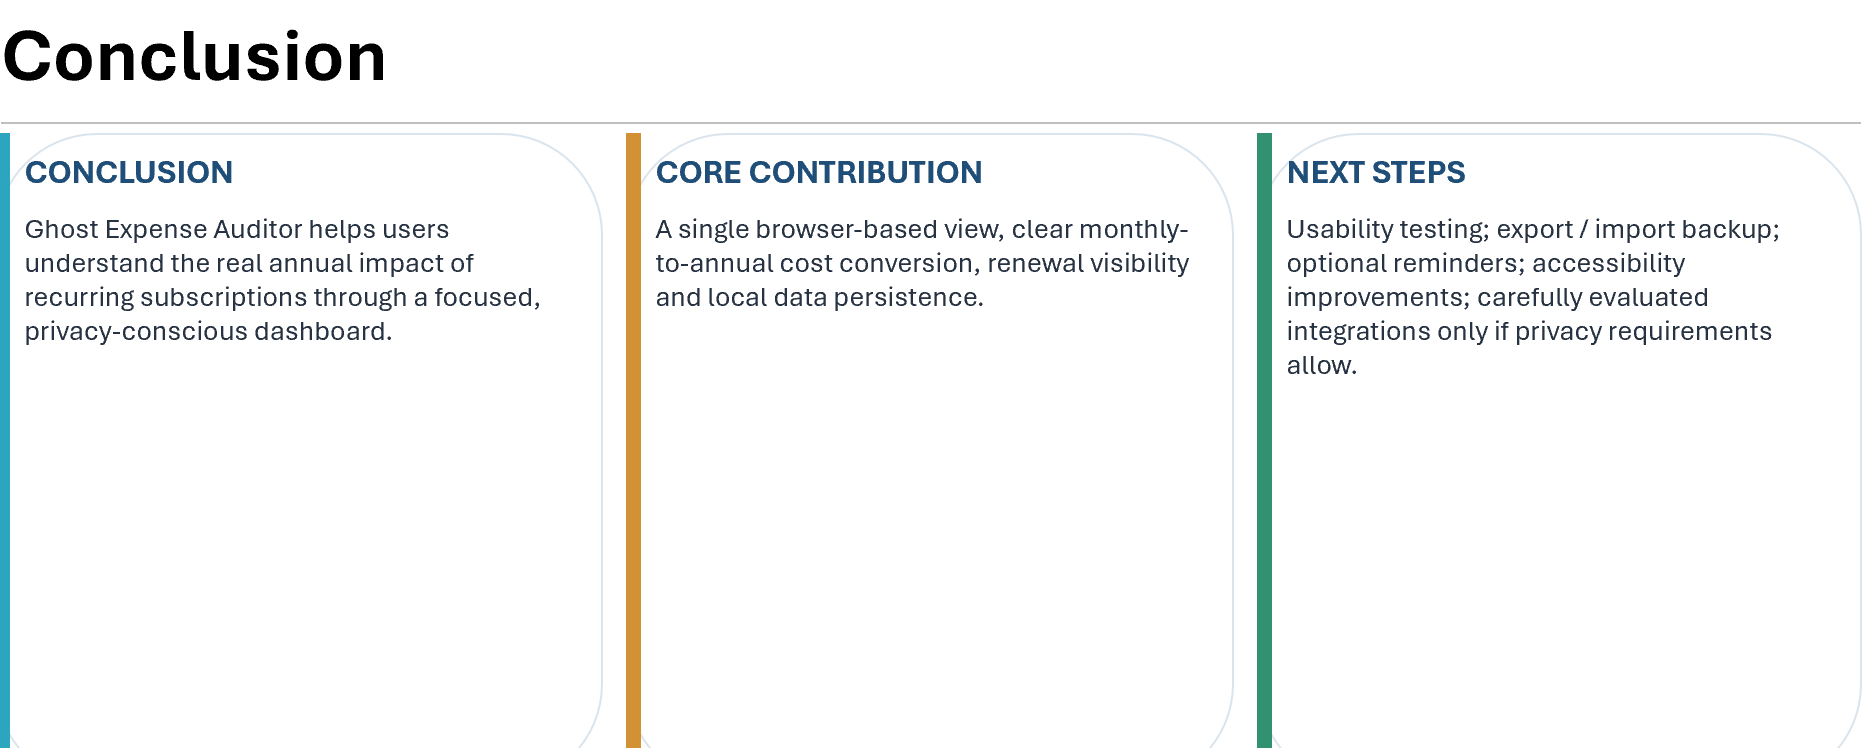 Conclusion
CONCLUSION
Ghost Expense Auditor helps users
understand the real annual impact of
recurring subscriptions through a focused,
privacy-conscious dashboard.
CORE CONTRIBUTION
A single browser-based view, clear monthly-
to-annual cost conversion, renewal visibility
and local data persistence.
NEXT STEPS
Usability testing; export / import backup;
optional reminders; accessibility
improvements; carefully evaluated
integrations only if privacy requirements
allow.